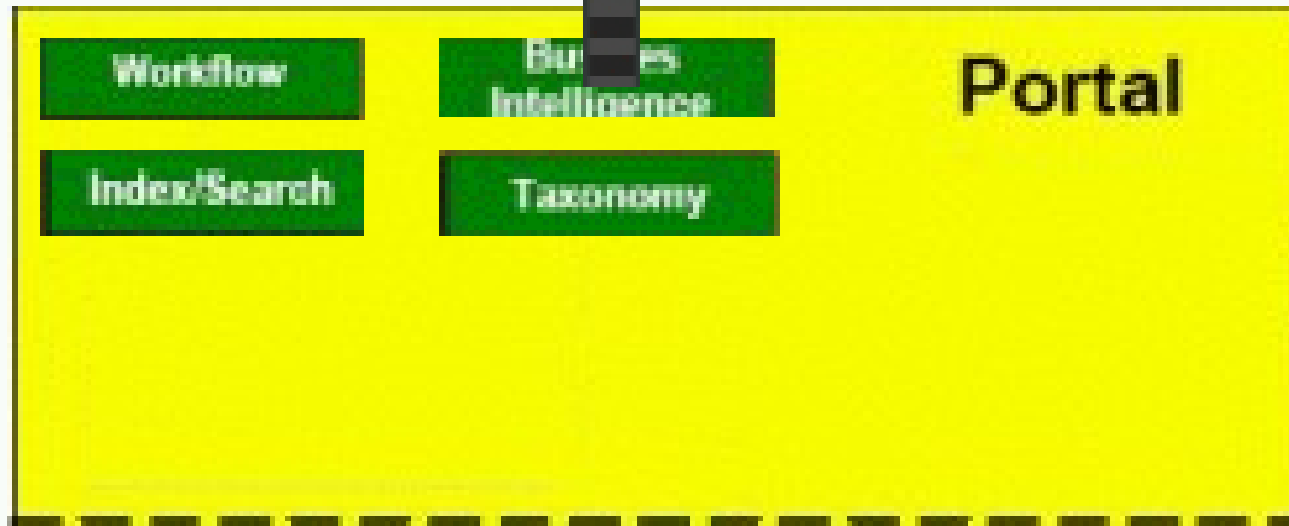 Workflow
Intelligence
Portal
Index/Search
Taxonomy